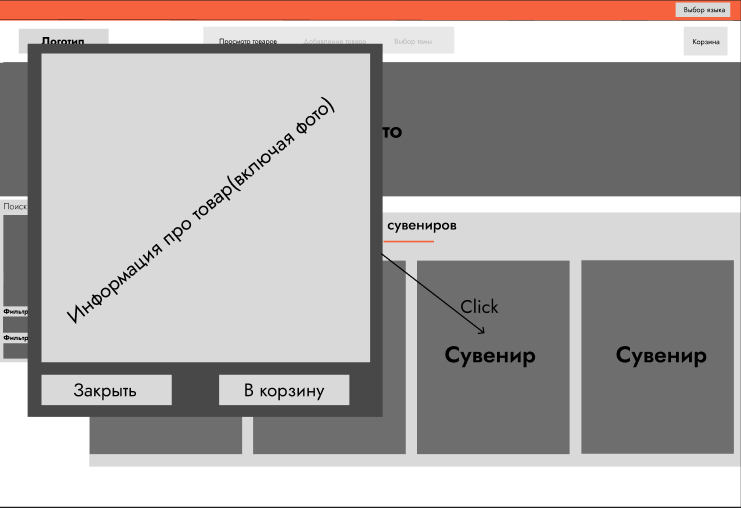 Выбор языка
Логотип
Просмотр товаров
Добавление товара
Выбор темы
Корзина
то
Информация про товар(включая фото)
Поиск
сувениров
Фильтр
Фильтр
Click
Сувенир
Сувенир
Закрыть
В корзину